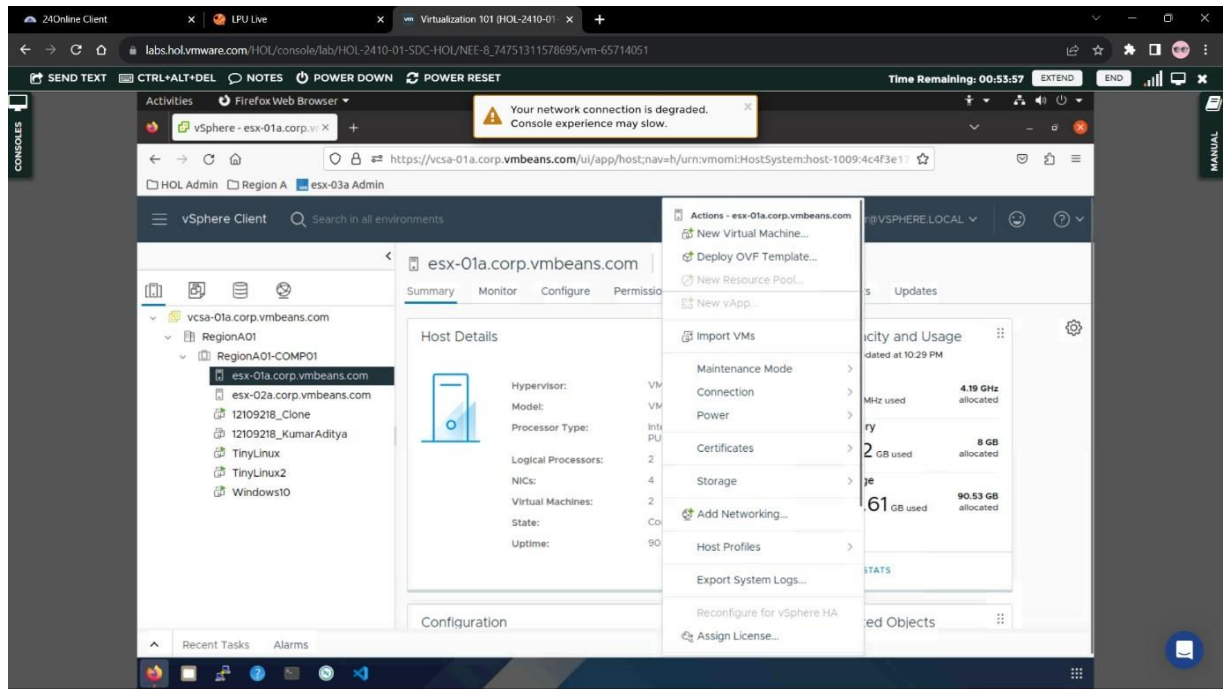 24Online Client
LPU Live
Virtualization 101 (HOL-2410-01-
labs.hol.vmware.com/HOL/console/lab/HOL-2410-01-SDC-HOL/NEE-8_74751311578695/vm-65714051
SEND TEXT CTRL+ALT+DEL NOTES POWER DOWN POWER RESET
Time Remaining: 00:53:57 EXTEND END
CONSOLES
MANUAL
Activities Firefox Web Browser
Your network connection is degraded.
Console experience may slow.
vSphere - esx-01a.corp.v
https://vcsa-01a.corp.vmbeans.com/ui/app/host;nav=h/urn:vmomi:HostSystem:host-1009:4c4f3e1
HOL Admin Region A esx-03a Admin
vSphere Client Search in all environments
@VSPHERE.LOCAL
esx-01a.corp.vmbeans.com
Summary Monitor Configure Permissio
s Updates
vcsa-01a.corp.vmbeans.com
RegionA01
RegionA01-COMP01
esx-01a.corp.vmbeans.com
esx-02a.corp.vmbeans.com
12109218_Clone
12109218_KumarAditya
TinyLinux
TinyLinux2
Windows10
Host Details
Hypervisor: VM
Model: VM
Processor Type: Inte
PU
Logical Processors: 2
NICs: 4
Virtual Machines: 2
State: Co
Uptime: 90
Configuration
Actions - esx-01a.corp.vmbeans.com
New Virtual Machine...
Deploy OVF Template...
New Resource Pool...
New vApp...
Import VMs
Maintenance Mode
Connection
Power
Certificates
Storage
Add Networking...
Host Profiles
Export System Logs...
Reconfigure for vSphere HA
Assign License...
acity and Usage
dated at 10:29 PM
4.19 GHz
MHz used allocated
ry
8 GB
2 GB used allocated
ge
90.53 GB
.61 GB used allocated
STATS
ed Objects
Recent Tasks Alarms